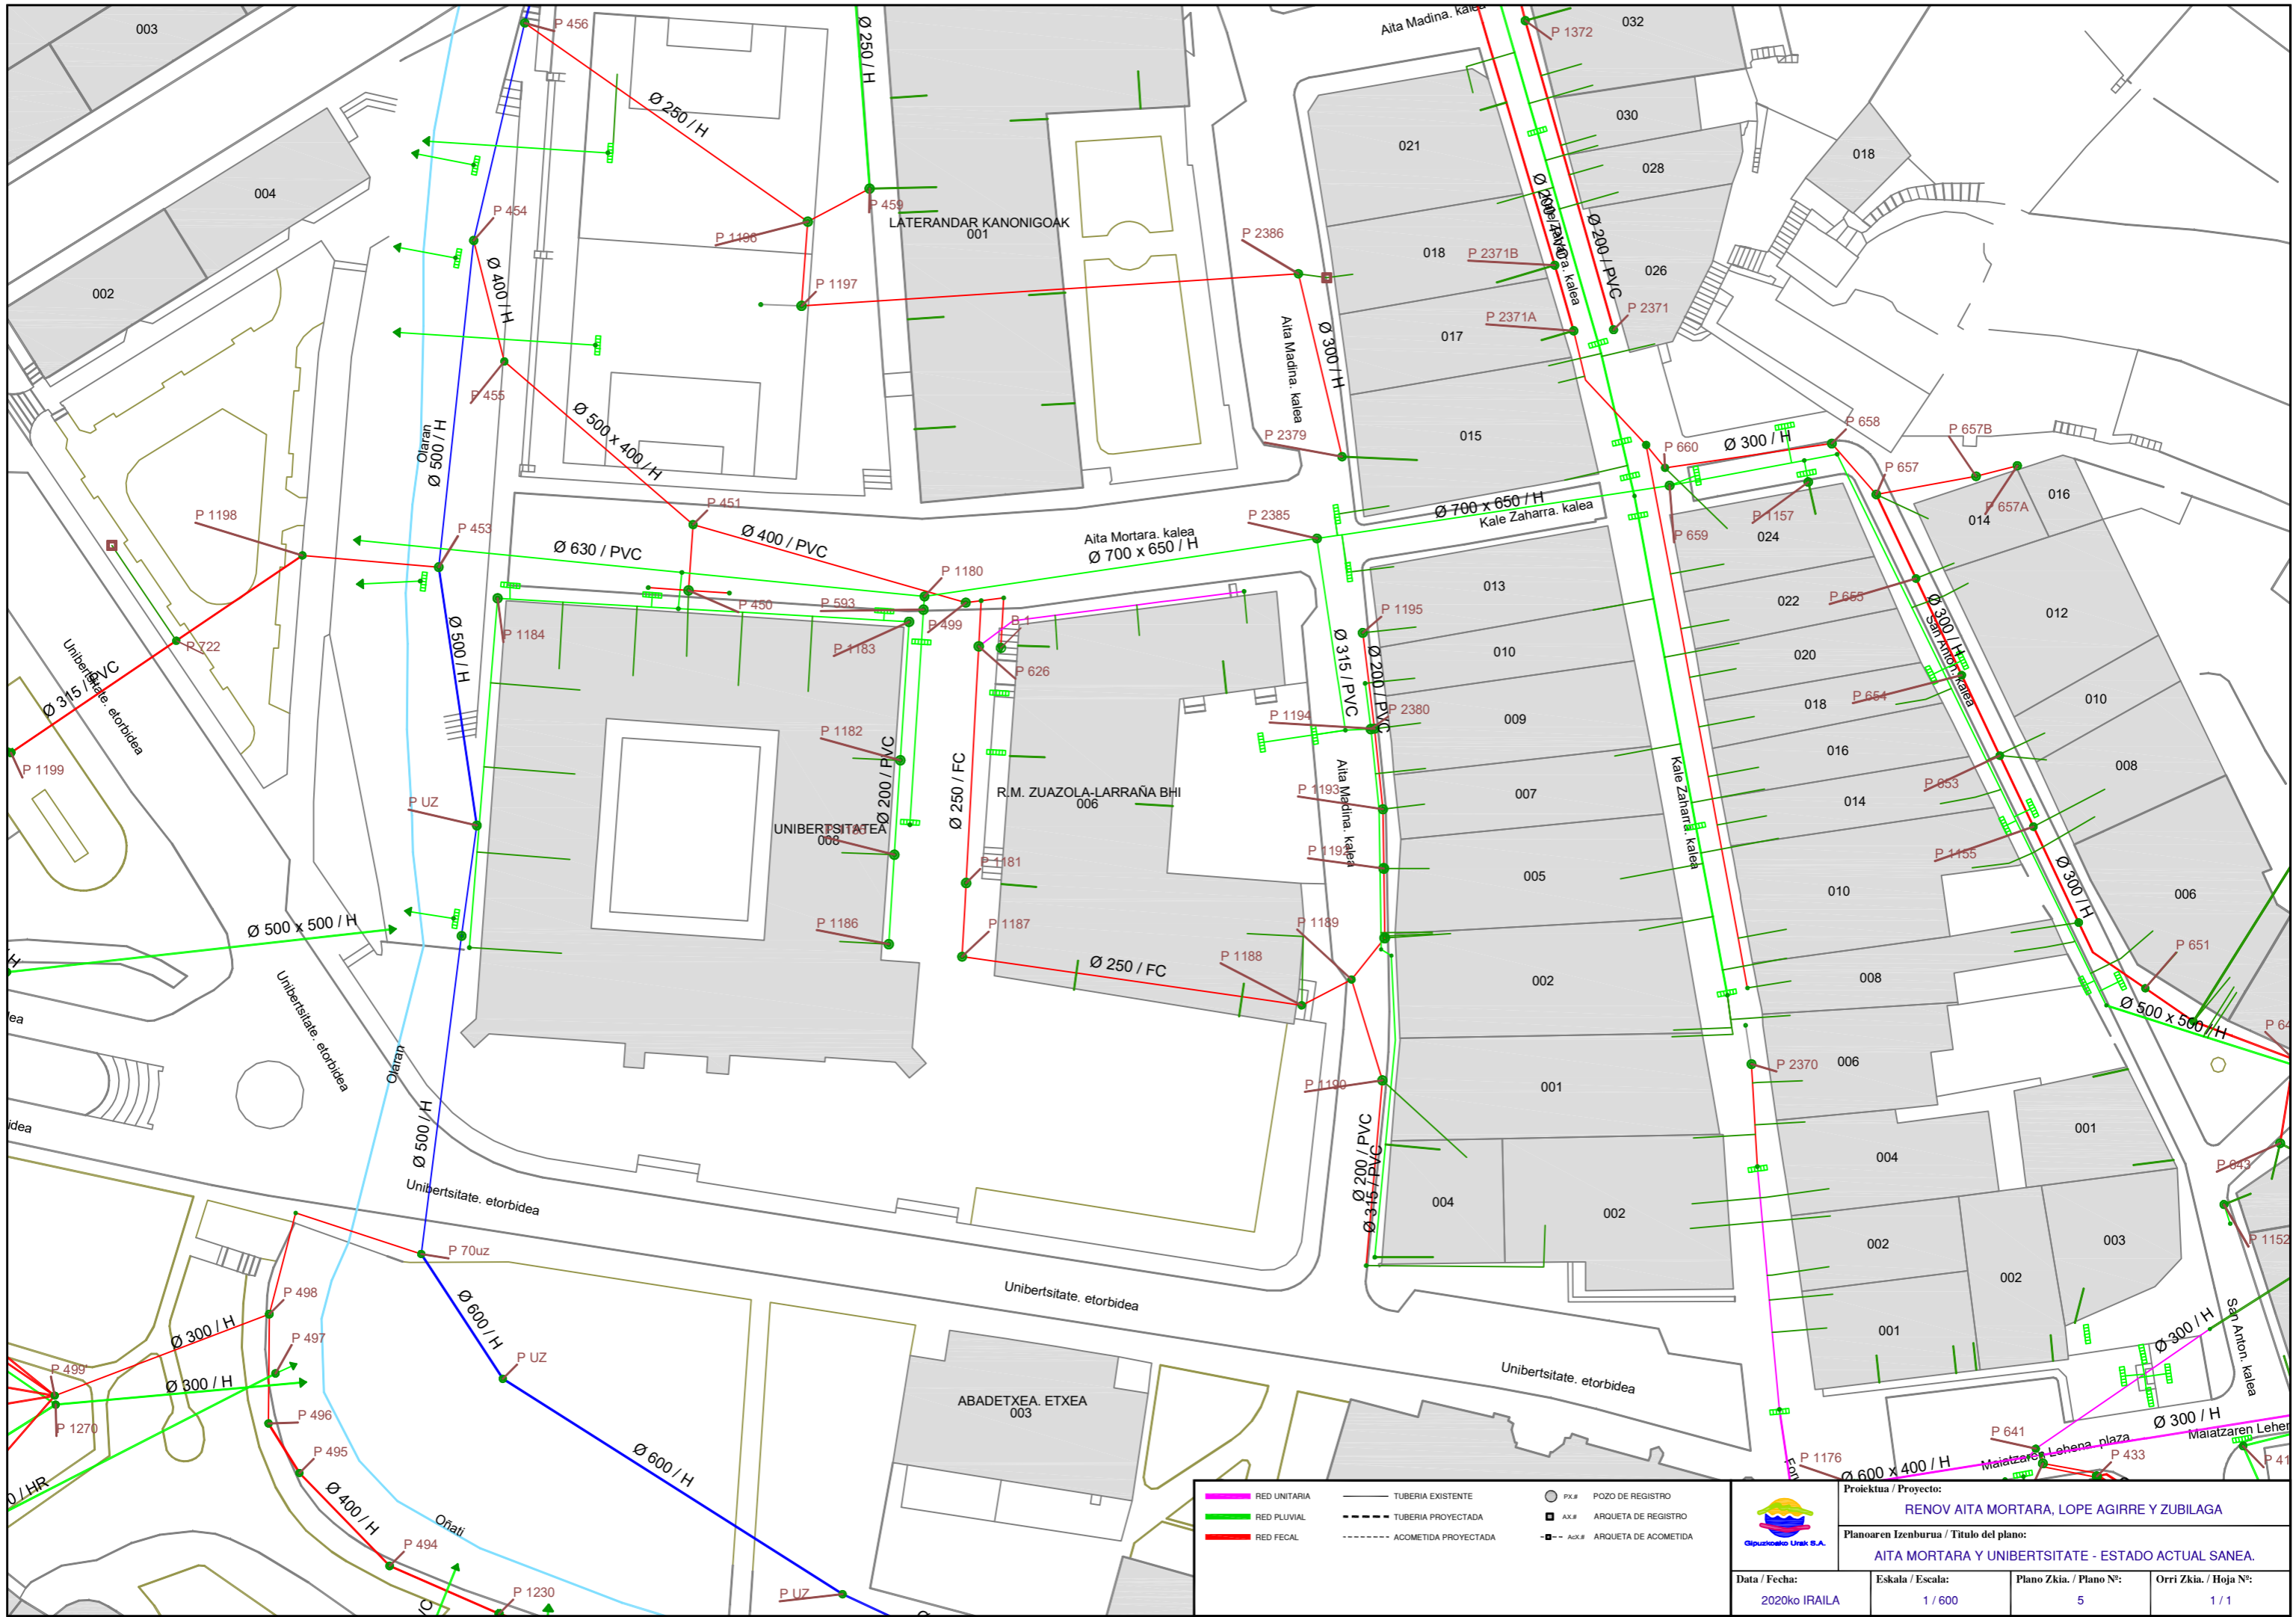 003
P 456
Ø 250 / H
Aita Madina. kalea
P 1372
032
Ø 250 / H
004
030
021
018
028
P 454
P 459
LATERANDAR KANONIGOAK
001
P 1196
P 2386
Ø 200 / PVC
P 2371B
018
026
Ø 400 / H
P 1197
002
Aita Madina. kalea
Ø 300 / H
P 2371A
017
P 2371
P 455
Ø 500 x 400 / H
Olaran
Ø 500 / H
P 2379
015
P 660
Ø 300 / H
P 658
P 657B
P 657
016
P 657A
014
P 1198
P 453
P 451
Ø 630 / PVC
Ø 400 / PVC
Aita Mortara. kalea
Ø 700 x 650 / H
P 2385
Ø 700 x 650 / H
Kale Zaharra. kalea
P 1157
P 659
024
P 1180
013
022
P 655
012
P 450
P 593
P 499
P 1184
P 1183
P 626
P 1195
P 722
Ø 500 / H
Ø 315 / PVC
Ø 200 / PVC
010
020
Ø 300 / H
San Anton. kalea
P 654
018
010
Unibertsitate. etorbidea
Ø 315 / PVC
P 1199
P 1194
P 2380
009
016
P 1182
Ø 200 / PVC
Ø 250 / FC
R.M. ZUAZOLA-LARRAÑA BHI
006
P 1193
Aita Madina. kalea
007
Kale Zaharra. kalea
014
P 653
008
P UZ
UNIBERTSITATEA
008
P 1181
005
010
P 1155
Ø 300 / H
006
Ø 500 x 500 / H
P 1186
P 1187
P 1189
P 1188
Ø 250 / FC
002
008
P 651
Ø 500 x 500 / H
Unibertsitate. etorbidea
Olaran
Ø 500 / H
P 1190
001
006
P 2370
001
004
P 643
Unibertsitate. etorbidea
Ø 200 / PVC
Ø 315 / PVC
004
002
002
002
003
P 1152
P 70uz
Unibertsitate. etorbidea
P 498
Ø 300 / H
Ø 600 / H
P 497
P 499'
Ø 300 / H
P 1270
P UZ
ABADETXEA. ETXEA
003
Unibertsitate. etorbidea
001
Ø 300 / H
San Anton. kalea
P 496
P 495
Ø 600 / H
Ø 400 / H
Oñati
P 641
Ø 300 / H
Maiatzaren Lehena. plaza
P 1176
Ø 600 x 400 / H
P 433
P 494
P 1230
P UZ
RED UNITARIA
TUBERIA EXISTENTE
PX.# POZO DE REGISTRO
RED PLUVIAL
TUBERIA PROYECTADA
AX.# ARQUETA DE REGISTRO
RED FECAL
ACOMETIDA PROYECTADA
AcX.# ARQUETA DE ACOMETIDA
Gipuzkoako Urak S.A.
Proiektua / Proyecto:
RENOV AITA MORTARA, LOPE AGIRRE Y ZUBILAGA
Planoaren Izenburua / Titulo del plano:
AITA MORTARA Y UNIBERTSITATE - ESTADO ACTUAL SANEA.
Data / Fecha:
2020ko IRAILA
Eskala / Escala:
1 / 600
Plano Zkia. / Plano Nº:
5
Orri Zkia. / Hoja Nº:
1 / 1